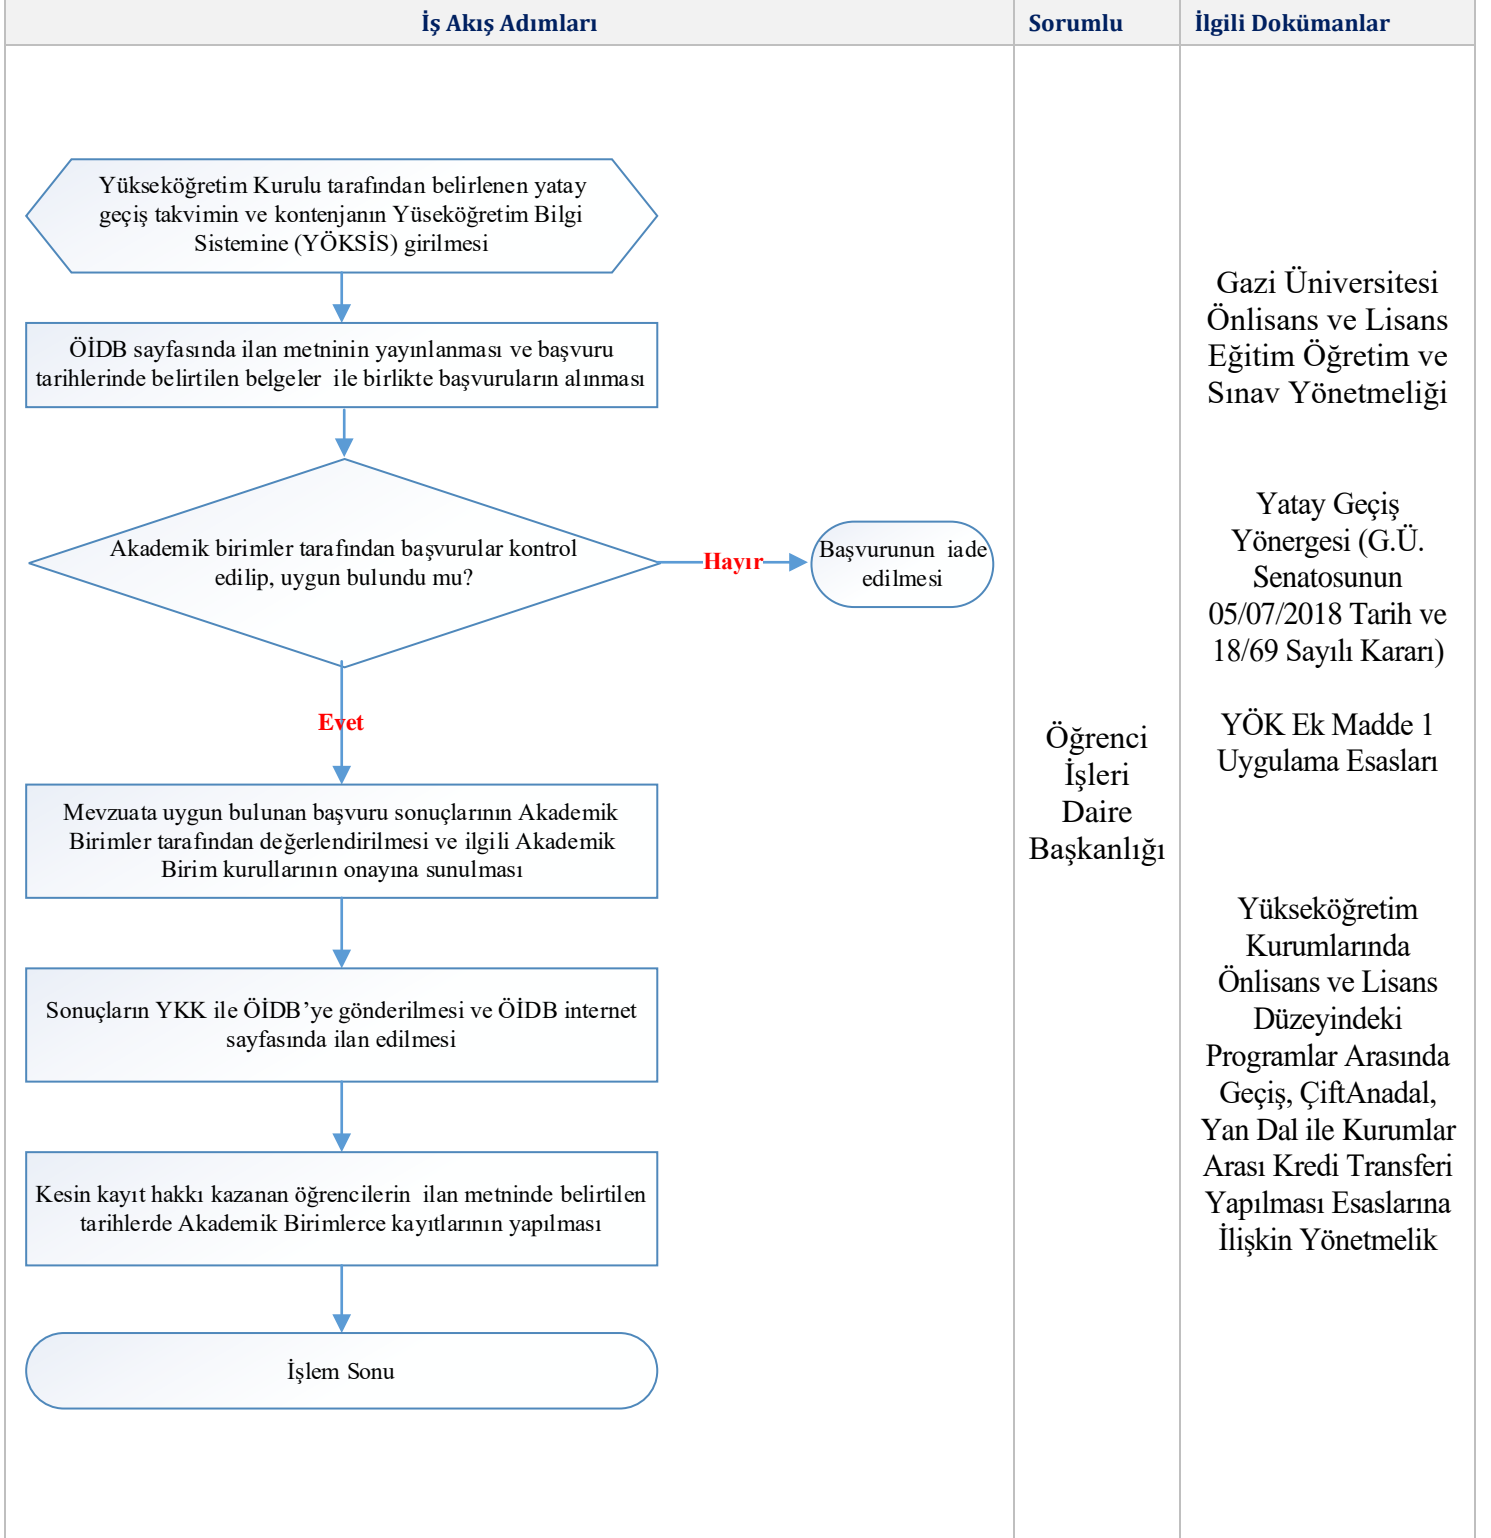 İş Akış Adımları
Sorumlu
İlgili Dokümanlar
Yükseköğretim Kurulu tarafından belirlenen yatay
geçiş takvimin ve kontenjanın Yüseköğretim Bilgi
Sistemine (YÖKSİS) girilmesi
ÖİDB sayfasında ilan metninin yayınlanması ve başvuru
tarihlerinde belirtilen belgeler ile birlikte başvuruların alınması
Akademik birimler tarafından başvurular kontrol
edilip, uygun bulundu mu?
Hayır
Başvurunun iade
edilmesi
Evet
Mevzuata uygun bulunan başvuru sonuçlarının Akademik
Birimler tarafından değerlendirilmesi ve ilgili Akademik
Birim kurullarının onayına sunulması
Sonuçların YKK ile ÖİDB’ye gönderilmesi ve ÖİDB internet
sayfasında ilan edilmesi
Kesin kayıt hakkı kazanan öğrencilerin ilan metninde belirtilen
tarihlerde Akademik Birimlerce kayıtlarının yapılması
İşlem Sonu
Öğrenci
İşleri
Daire
Başkanlığı
Gazi Üniversitesi
Önlisans ve Lisans
Eğitim Öğretim ve
Sınav Yönetmeliği
Yatay Geçiş
Yönergesi (G.Ü.
Senatosunun
05/07/2018 Tarih ve
18/69 Sayılı Kararı)
YÖK Ek Madde 1
Uygulama Esasları
Yükseköğretim
Kurumlarında
Önlisans ve Lisans
Düzeyindeki
Programlar Arasında
Geçiş, ÇiftAnadal,
Yan Dal ile Kurumlar
Arası Kredi Transferi
Yapılması Esaslarına
İlişkin Yönetmelik